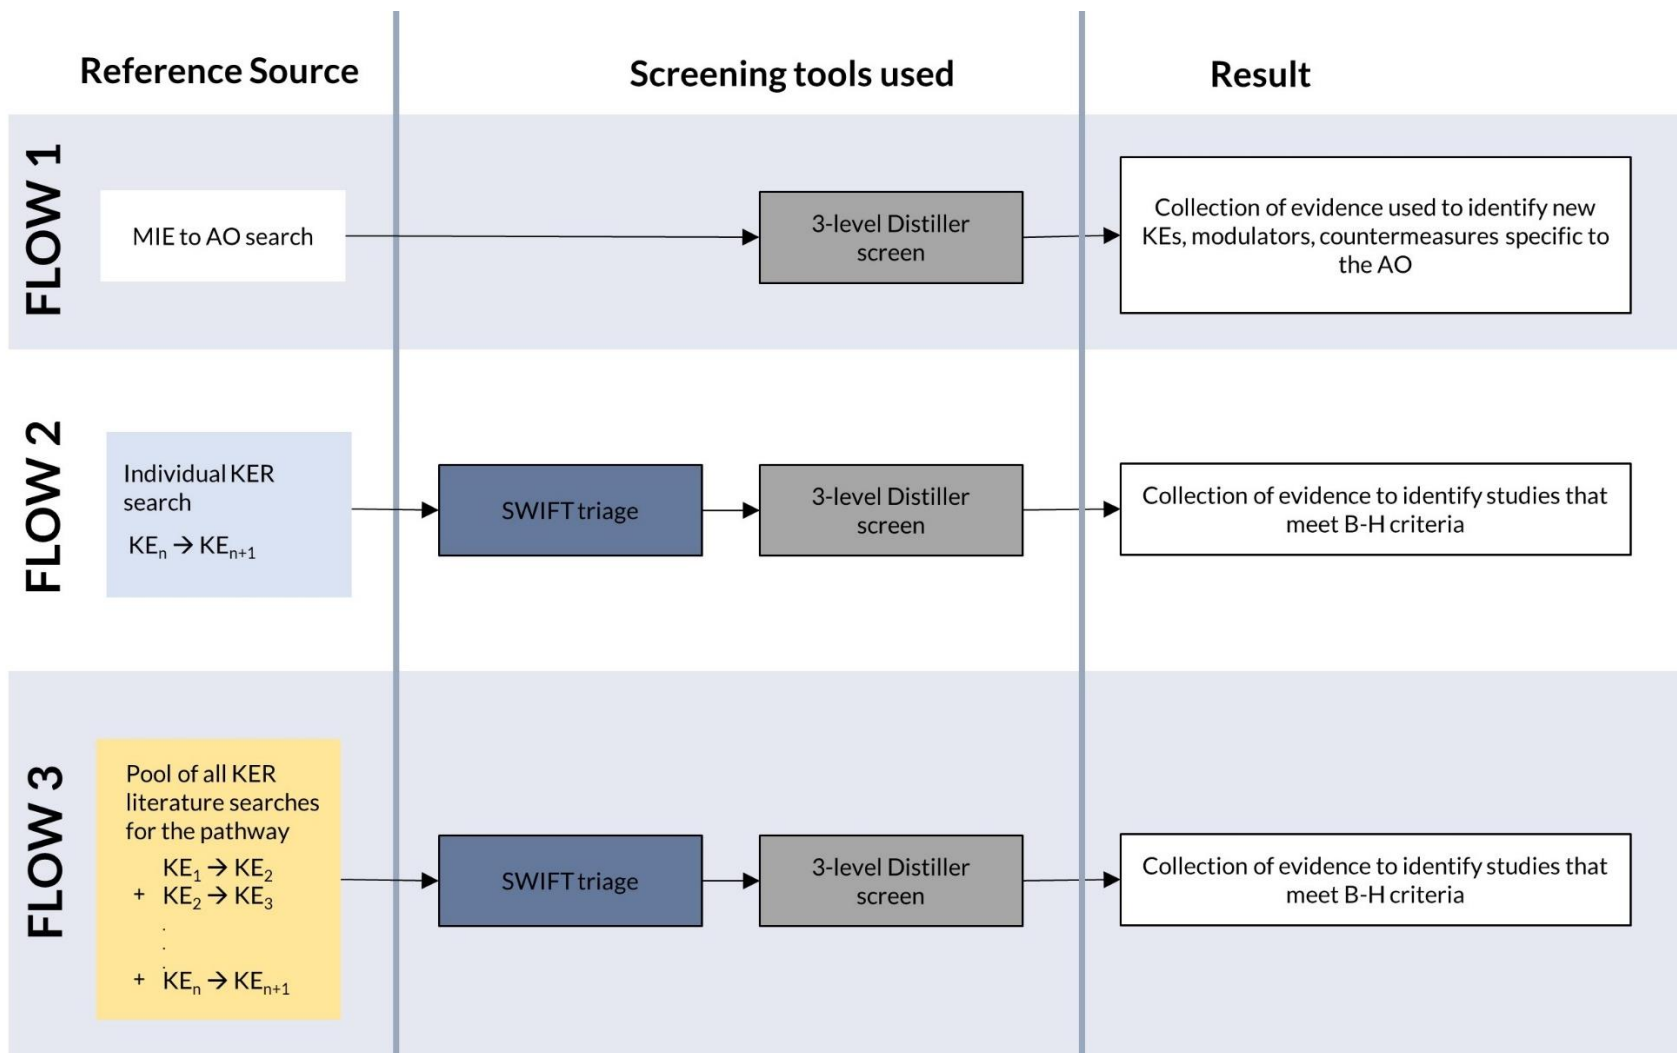 Reference Source
Screening tools used
Result
FLOW 1
MIE to AO search
3-level Distiller
screen
Collection of evidence used to identify new
KEs, modulators, countermeasures specific to
the AO
FLOW 2
Individual KER
search
KEn → KEn+1
SWIFT triage
3-level Distiller
screen
Collection of evidence to identify studies that
meet B-H criteria
FLOW 3
Pool of all KER
literature searches
for the pathway
KE1 → KE2
+ KE2 → KE3
.
.
.
+ KEn → KEn+1
SWIFT triage
3-level Distiller
screen
Collection of evidence to identify studies that
meet B-H criteria